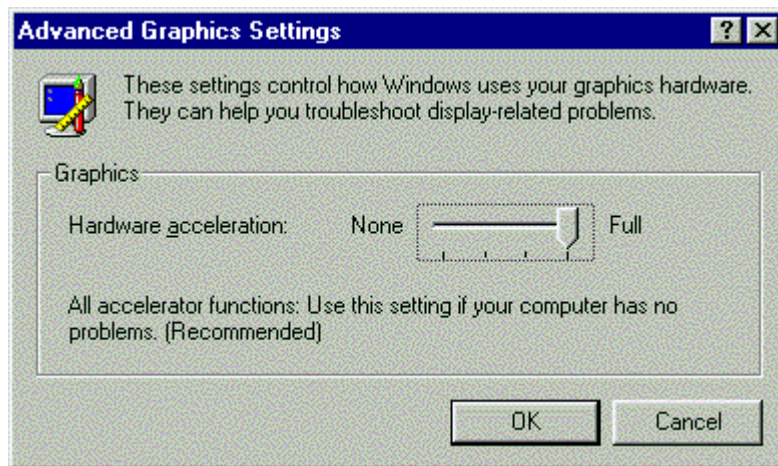 Advanced Graphics Settings
These settings control how Windows uses your graphics hardware.
They can help you troubleshoot display-related problems.
Graphics
Hardware acceleration: None Full
All accelerator functions: Use this setting if your computer has no
problems. (Recommended)
OK Cancel